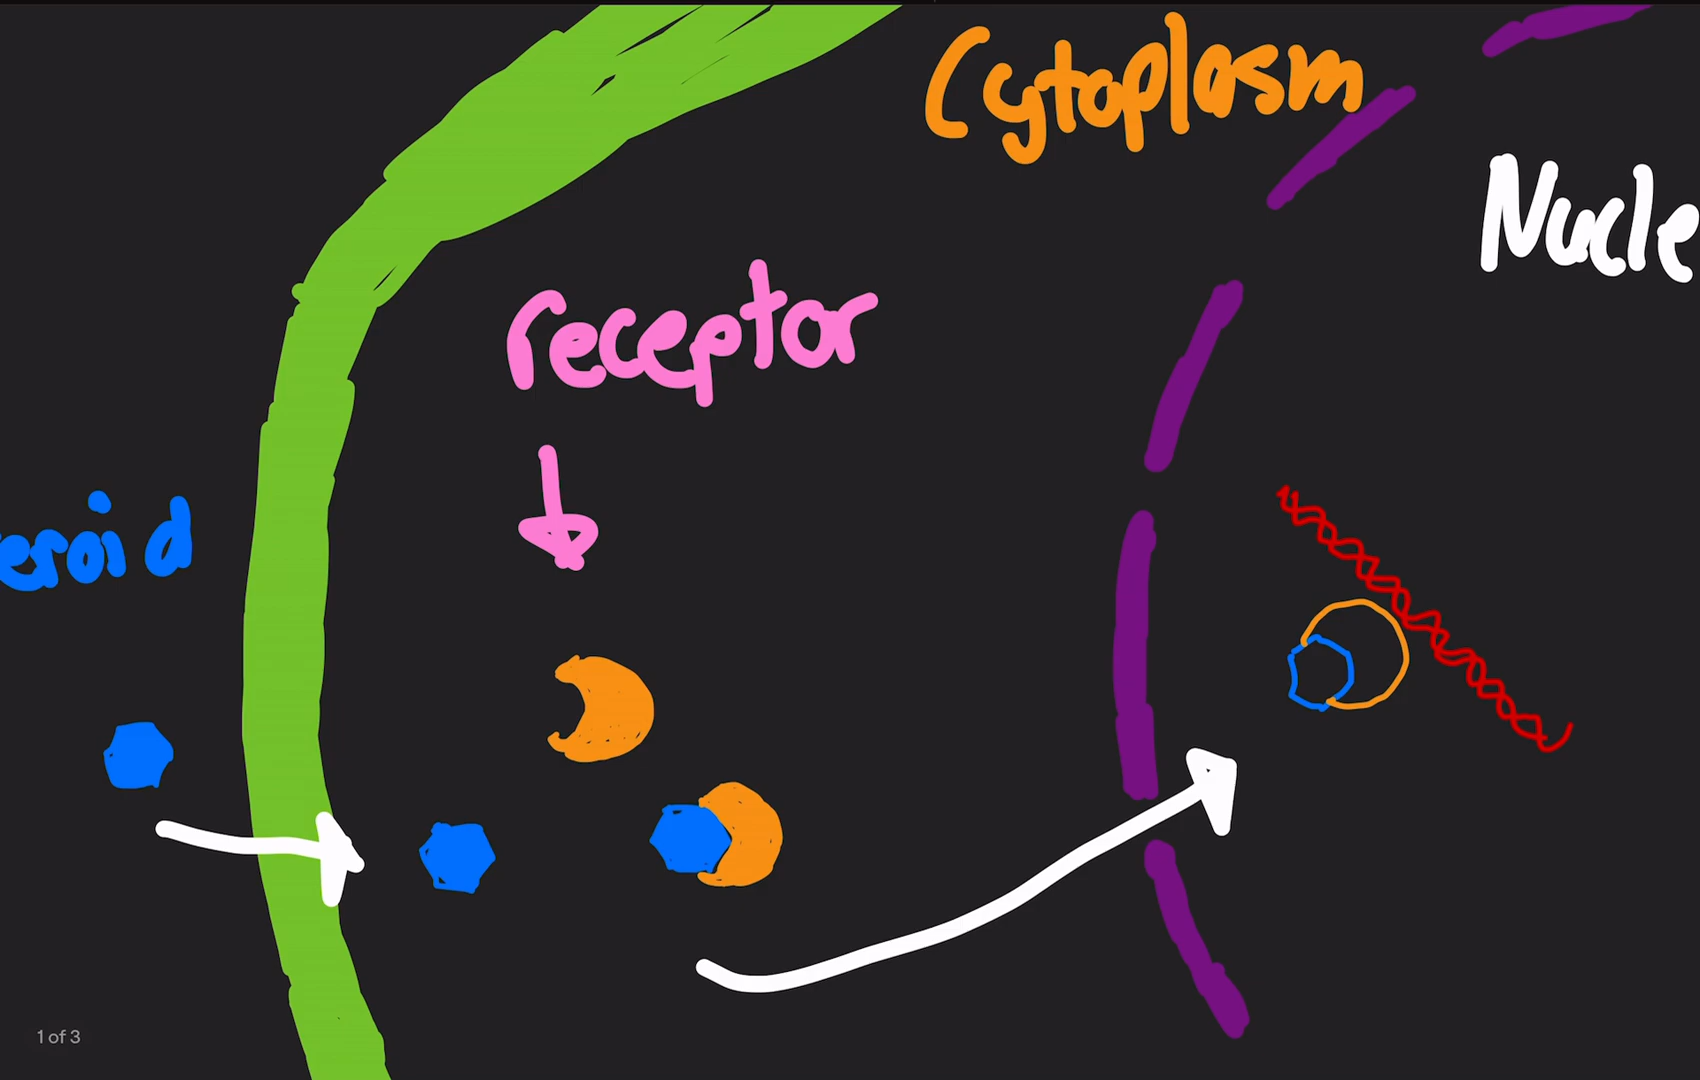 Cytoplasm
Nucle
receptor
eroid
1 of 3